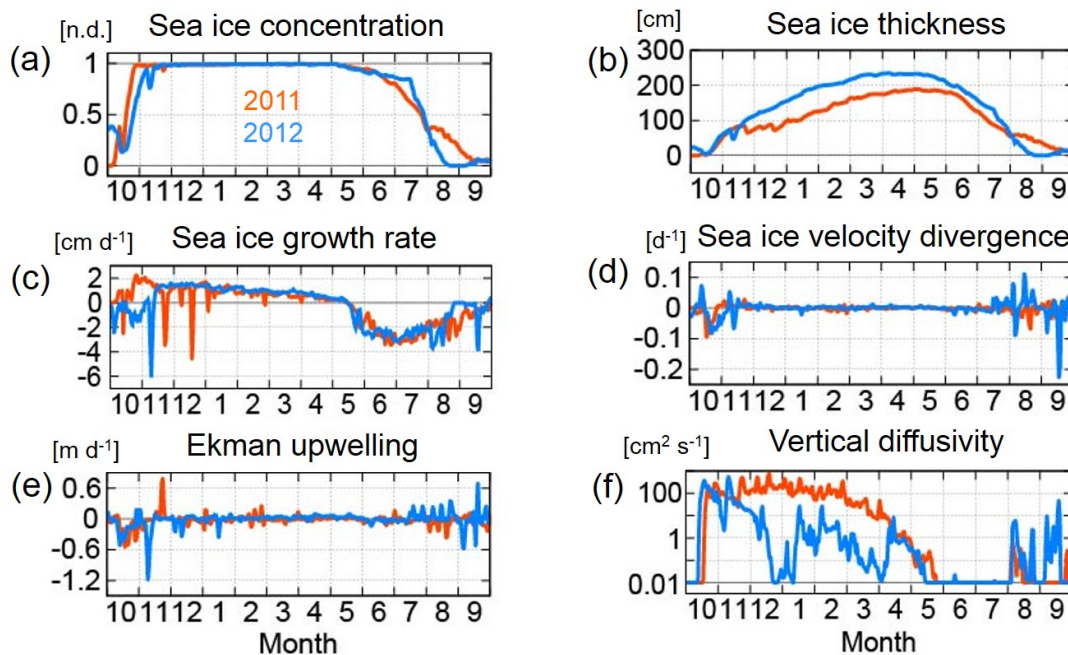 [n.d.] Sea ice concentration
(a)
1
0.5
0
2011
2012
10 11 12 1 2 3 4 5 6 7 8 9
[cm] Sea ice thickness
(b)
300
200
100
0
10 11 12 1 2 3 4 5 6 7 8 9
[cm d⁻¹] Sea ice growth rate
(c)
2
0
-2
-4
-6
10 11 12 1 2 3 4 5 6 7 8 9
[d⁻¹] Sea ice velocity divergence
(d)
0.1
0
-0.1
-0.2
10 11 12 1 2 3 4 5 6 7 8 9
[m d⁻¹] Ekman upwelling
(e)
0.6
0
-0.6
-1.2
10 11 12 1 2 3 4 5 6 7 8 9
Month
[cm² s⁻¹] Vertical diffusivity
(f)
100
1
0.01
10 11 12 1 2 3 4 5 6 7 8 9
Month